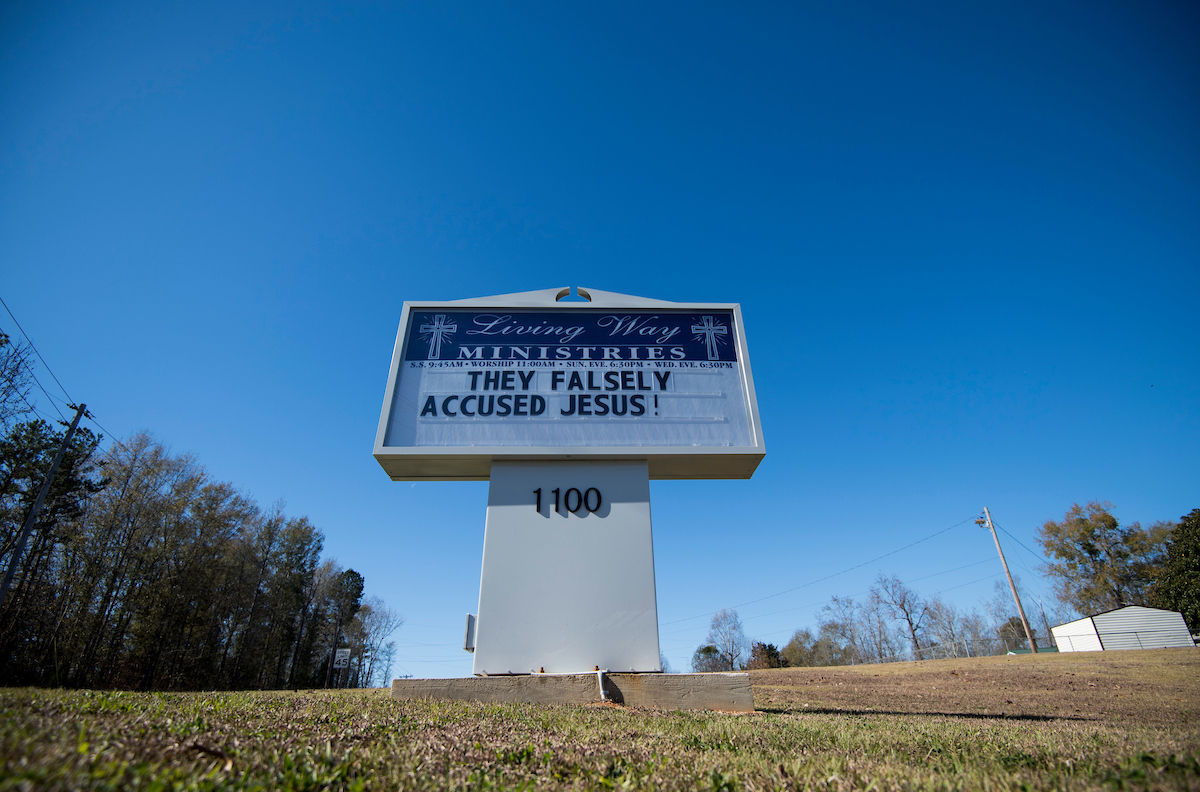 Living Way
MINISTRIES
S.S. 9:45AM • WORSHIP 11:00AM • SUN. EVE. 6:30PM • WED. EVE. 6:30PM
THEY FALSELY
ACCUSED JESUS!
1100
45